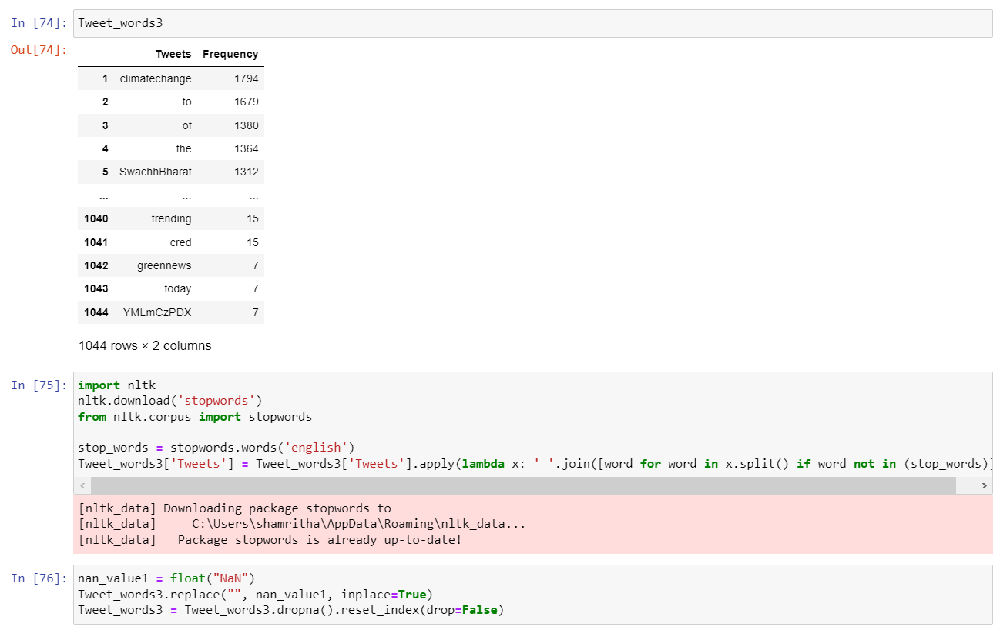 In [74]: Tweet_words3
Out[74]:
Tweets Frequency
1 climatechange 1794
2 to 1679
3 of 1380
4 the 1364
5 SwachhBharat 1312
... ... ...
1040 trending 15
1041 cred 15
1042 greennews 7
1043 today 7
1044 YMLmCzPDX 7
1044 rows × 2 columns
In [75]: import nltk
nltk.download('stopwords')
from nltk.corpus import stopwords
stop_words = stopwords.words('english')
Tweet_words3['Tweets'] = Tweet_words3['Tweets'].apply(lambda x: ' '.join([word for word in x.split() if word not in (stop_words)]
[nltk_data] Downloading package stopwords to
[nltk_data]     C:\Users\shamritha\AppData\Roaming\nltk_data...
[nltk_data]   Package stopwords is already up-to-date!
In [76]: nan_value1 = float("NaN")
Tweet_words3.replace("", nan_value1, inplace=True)
Tweet_words3 = Tweet_words3.dropna().reset_index(drop=False)